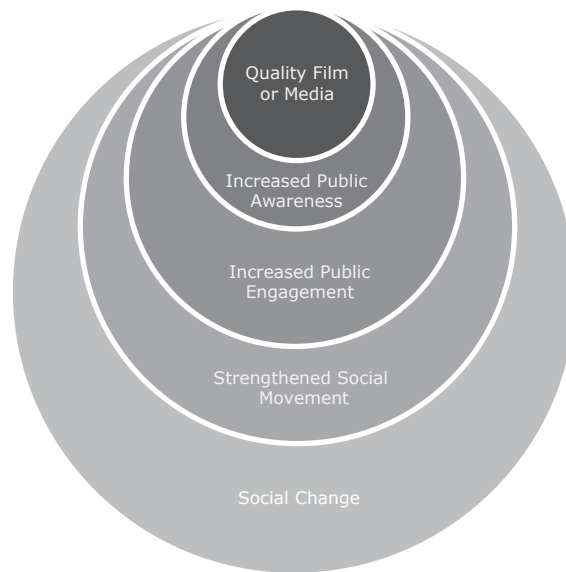 Quality Film
or Media
Increased Public
Awareness
Increased Public
Engagement
Strengthened Social
Movement
Social Change